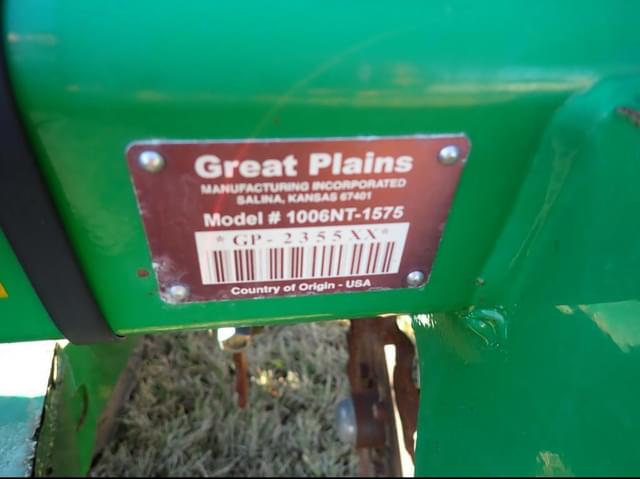 Great Plains
MANUFACTURING INCORPORATED
SALINA, KANSAS 67401
Model # 1006NT-1575
*GP-2355XX*
Country of Origin - USA